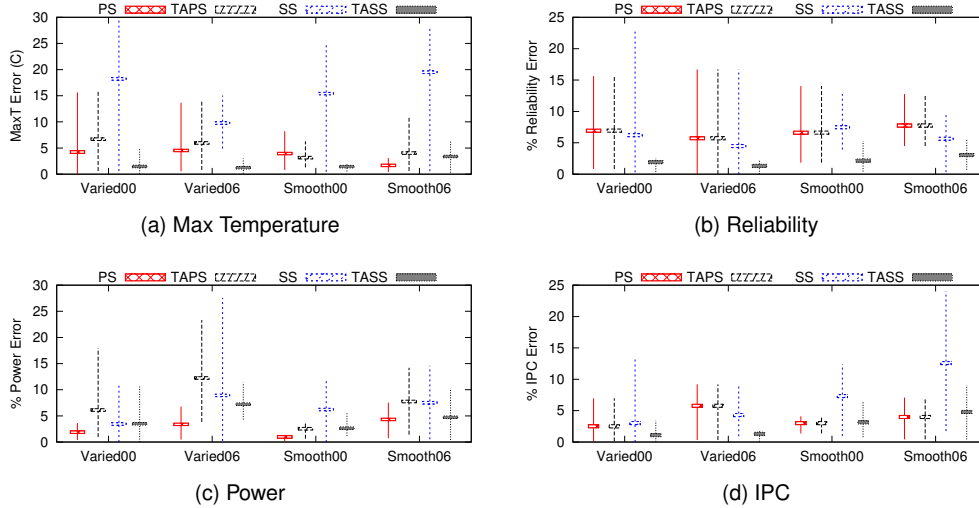 PS TAPS SS TASS
MaxT Error (C)
30
25
20
15
10
5
0
Varied00 Varied06 Smooth00 Smooth06
(a) Max Temperature
PS TAPS SS TASS
% Reliability Error
25
20
15
10
5
0
Varied00 Varied06 Smooth00 Smooth06
(b) Reliability
PS TAPS SS TASS
% Power Error
30
25
20
15
10
5
0
Varied00 Varied06 Smooth00 Smooth06
(c) Power
PS TAPS SS TASS
% IPC Error
25
20
15
10
5
0
Varied00 Varied06 Smooth00 Smooth06
(d) IPC